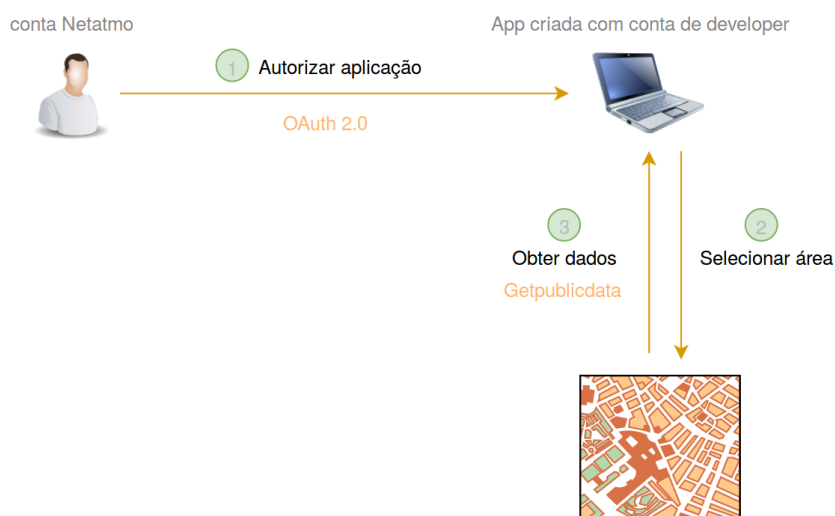 conta Netatmo
App criada com conta de developer
1 Autorizar aplicação
OAuth 2.0
3
2
Obter dados
Selecionar área
Getpublicdata